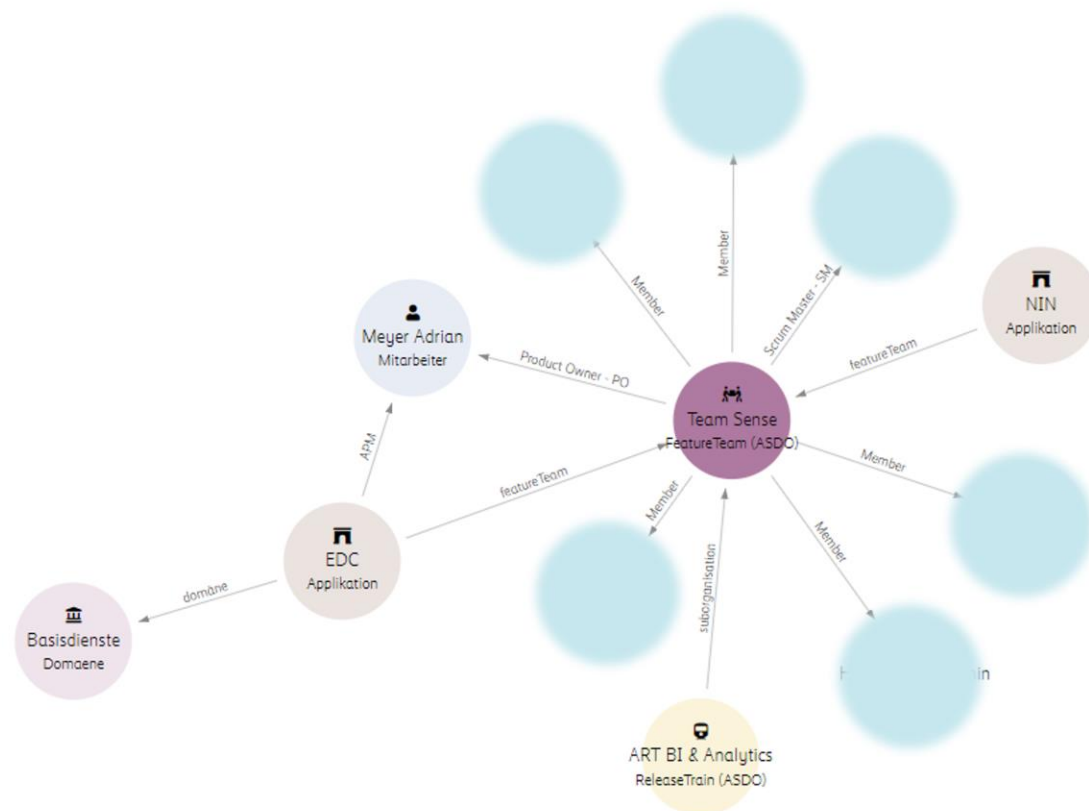 Member
Member
Scrum Master - SM
NIN
Applikation
featureTeam
Meyer Adrian
Mitarbeiter
Product Owner - PO
Team Sense
FeatureTeam (ASDO)
APM
featureTeam
Member
Member
Member
EDC
Applikation
suborganisation
domäne
Basisdienste
Domaene
ART BI & Analytics
ReleaseTrain (ASDO)